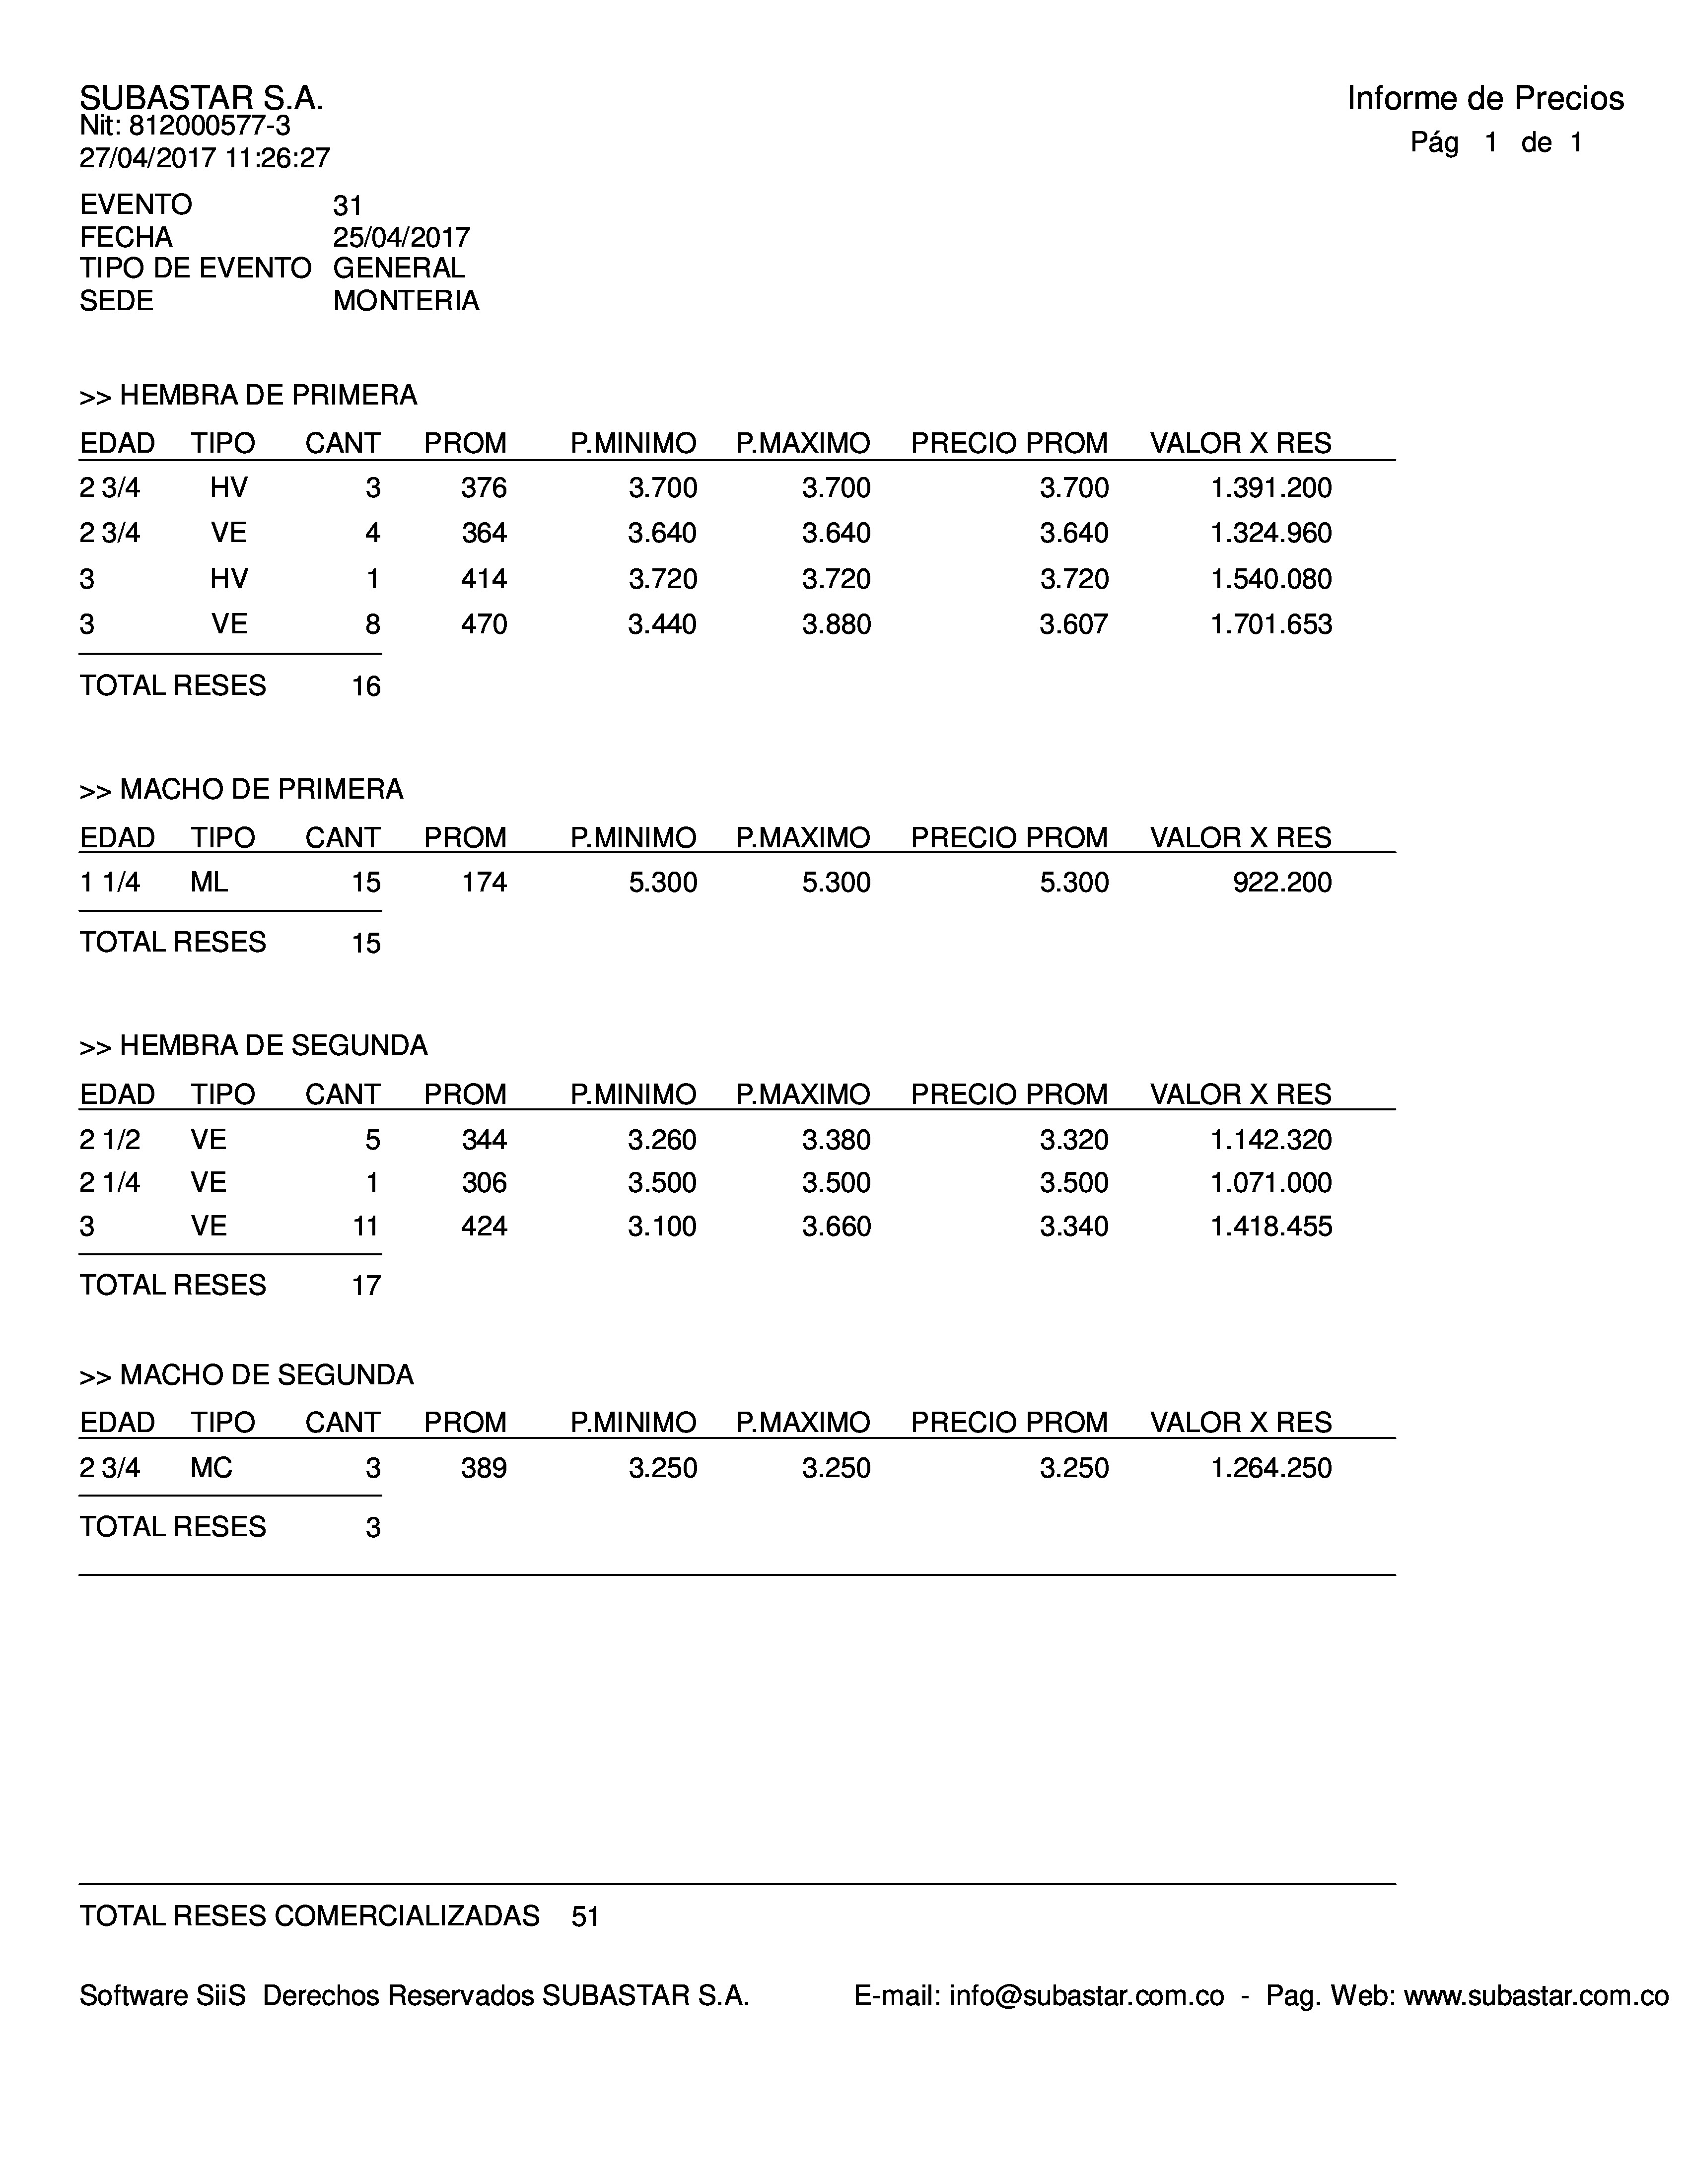 SUBASTAR S.A. Informe de Precios
Nit: 812000577-3
27/04/2017 11:26:27 Pág 1 de 1
EVENTO 31
FECHA 25/04/2017
TIPO DE EVENTO GENERAL
SEDE MONTERIA
>> HEMBRA DE PRIMERA
EDAD TIPO CANT PROM P.MINIMO P.MAXIMO PRECIO PROM VALOR X RES
2 3/4 HV 3 376 3.700 3.700 3.700 1.391.200
2 3/4 VE 4 364 3.640 3.640 3.640 1.324.960
3 HV 1 414 3.720 3.720 3.720 1.540.080
3 VE 8 470 3.440 3.880 3.607 1.701.653
TOTAL RESES 16
>> MACHO DE PRIMERA
EDAD TIPO CANT PROM P.MINIMO P.MAXIMO PRECIO PROM VALOR X RES
1 1/4 ML 15 174 5.300 5.300 5.300 922.200
TOTAL RESES 15
>> HEMBRA DE SEGUNDA
EDAD TIPO CANT PROM P.MINIMO P.MAXIMO PRECIO PROM VALOR X RES
2 1/2 VE 5 344 3.260 3.380 3.320 1.142.320
2 1/4 VE 1 306 3.500 3.500 3.500 1.071.000
3 VE 11 424 3.100 3.660 3.340 1.418.455
TOTAL RESES 17
>> MACHO DE SEGUNDA
EDAD TIPO CANT PROM P.MINIMO P.MAXIMO PRECIO PROM VALOR X RES
2 3/4 MC 3 389 3.250 3.250 3.250 1.264.250
TOTAL RESES 3
TOTAL RESES COMERCIALIZADAS 51
Software SiiS Derechos Reservados SUBASTAR S.A. E-mail: info@subastar.com.co - Pag. Web: www.subastar.com.co